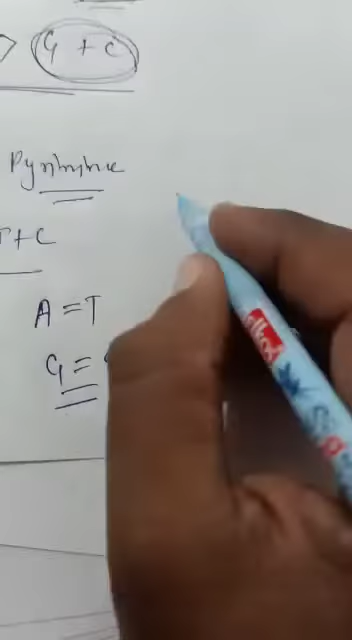 G + C
Pyrimidine
T+C
A = T
G =